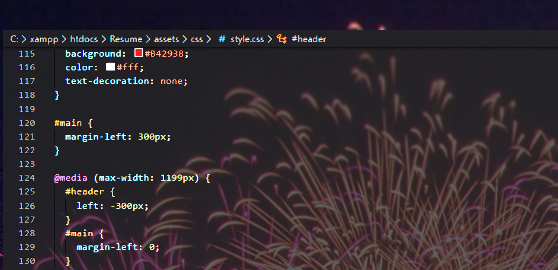 C: > xampp > htdocs > Resume > assets > css > # style.css > #header
115 background: #B42938;
116 color: #fff;
117 text-decoration: none;
118 }
119
120 #main {
121 margin-left: 300px;
122 }
123
124 @media (max-width: 1199px) {
125 #header {
126 left: -300px;
127 }
128 #main {
129 margin-left: 0;
130 }